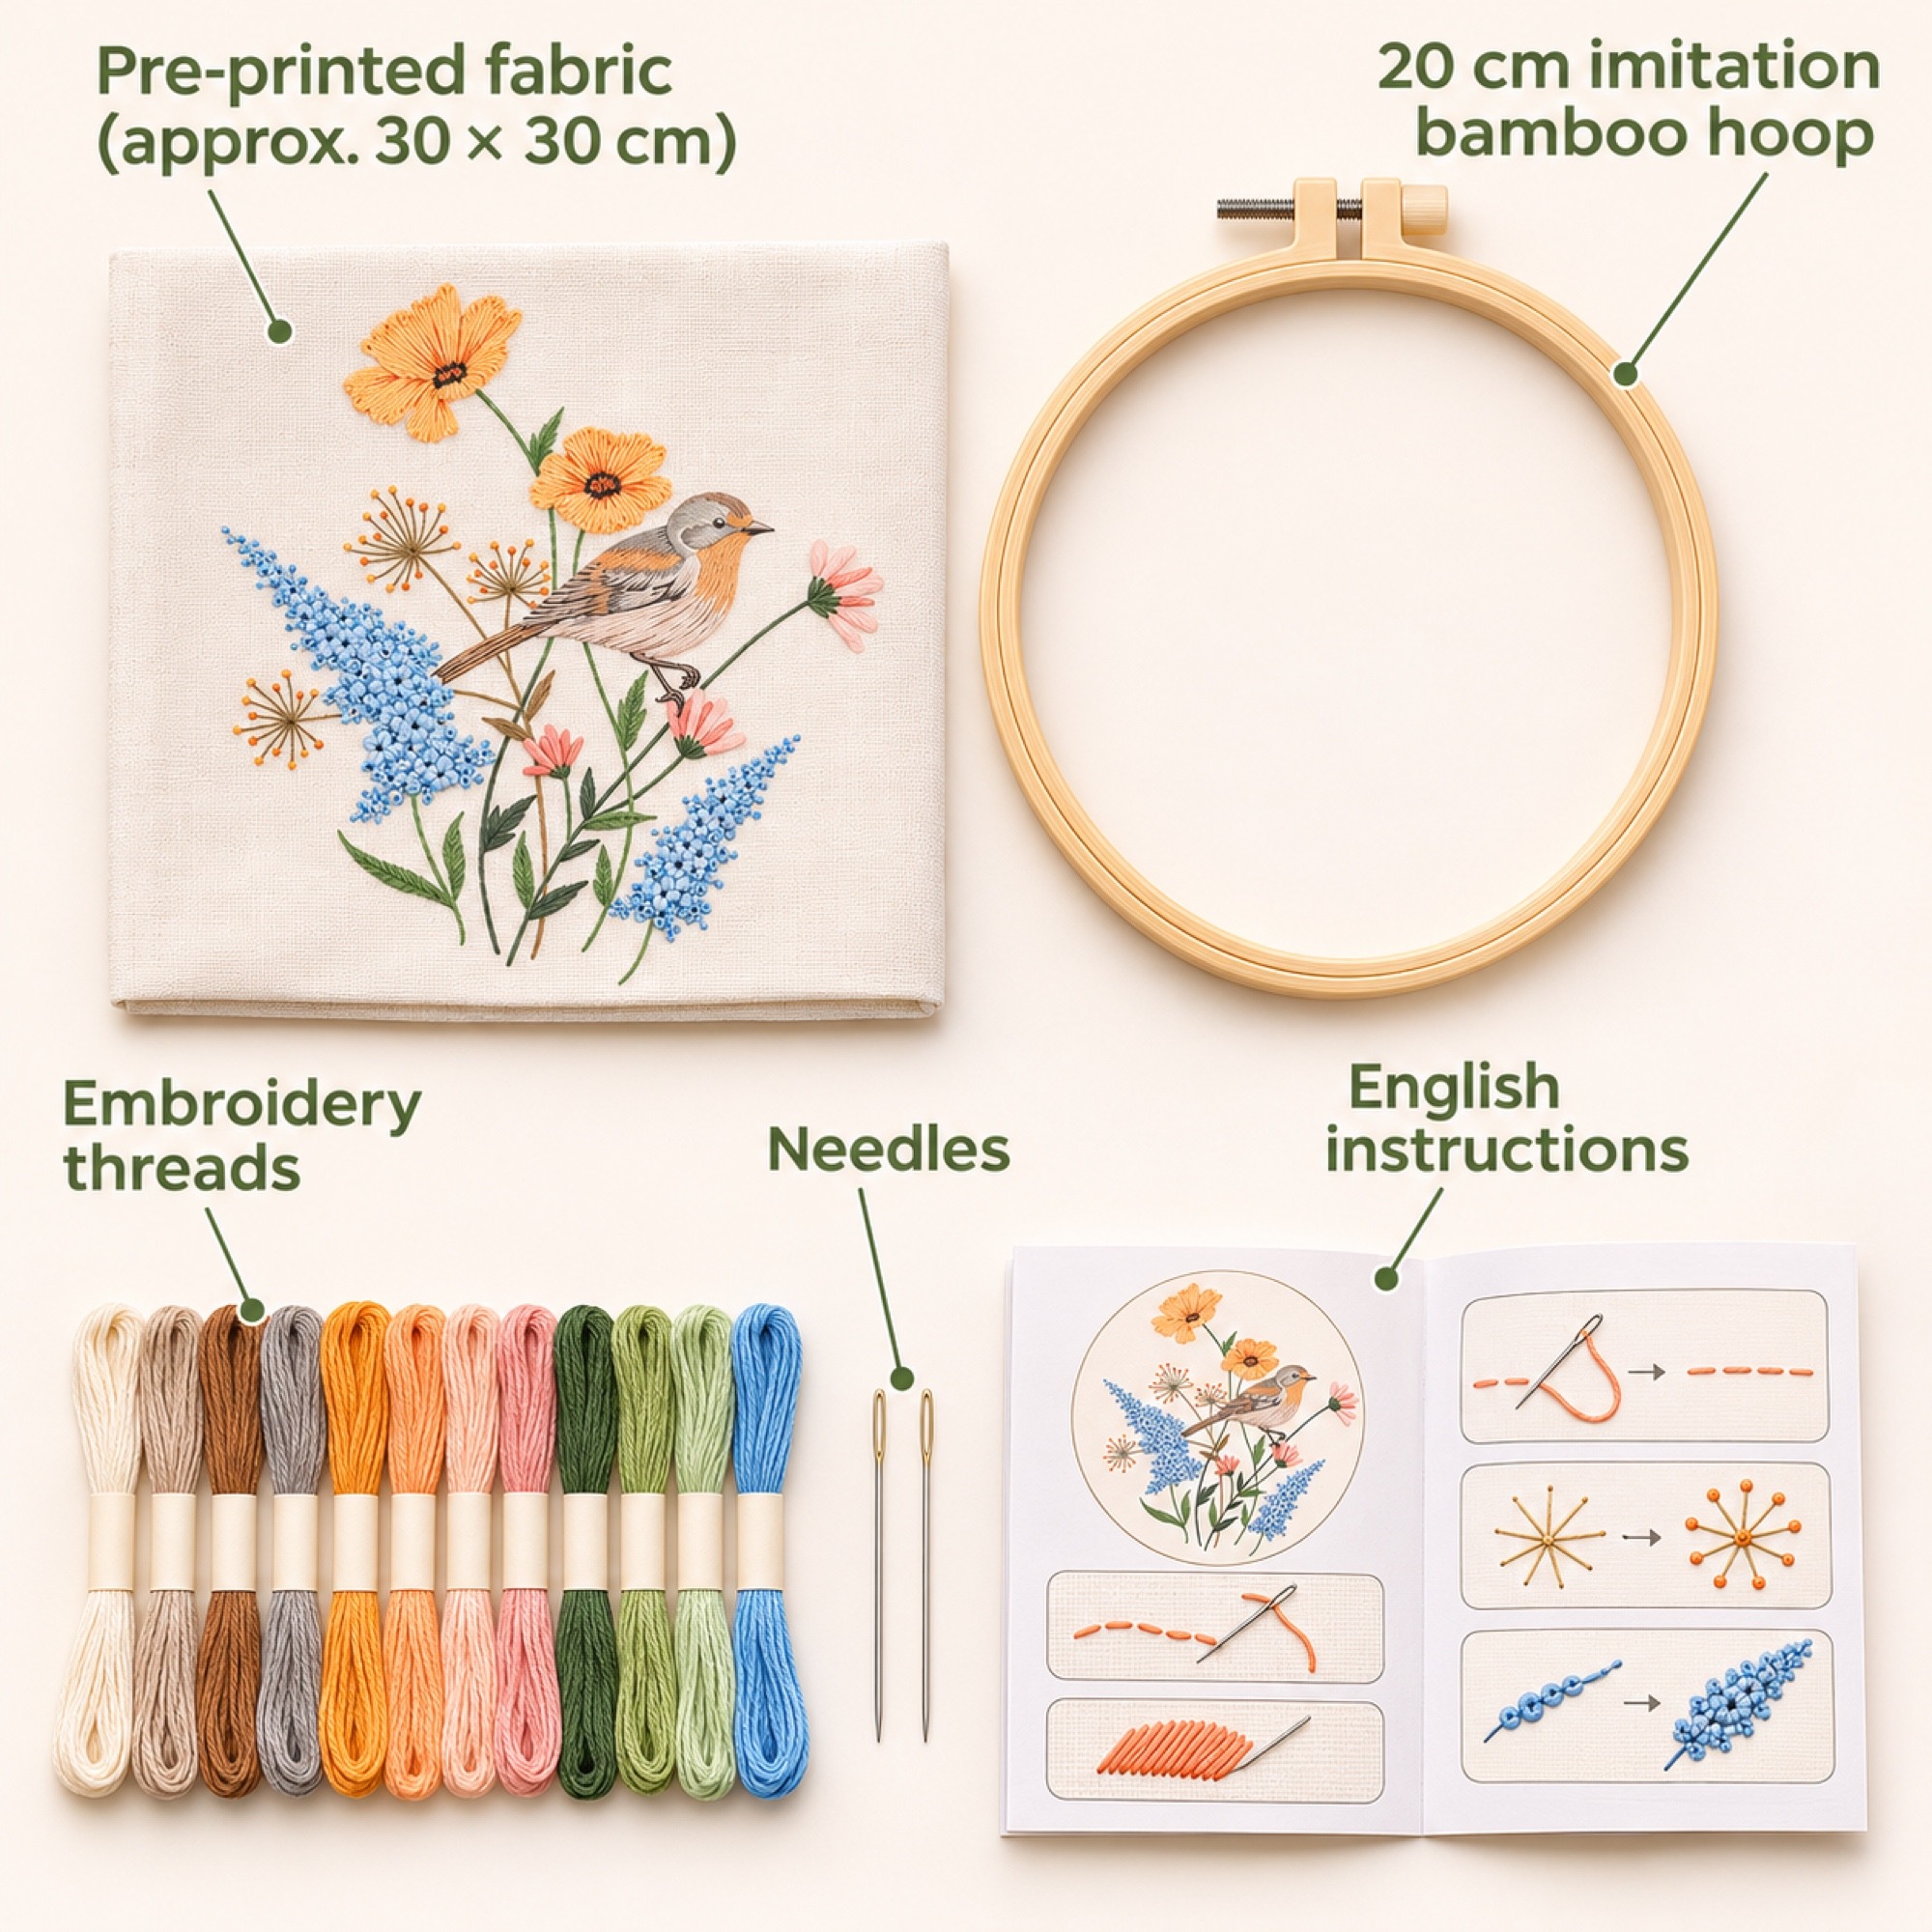 Pre-printed fabric
(approx. 30 × 30 cm)
20 cm imitation
bamboo hoop
Embroidery
threads
Needles
English
instructions